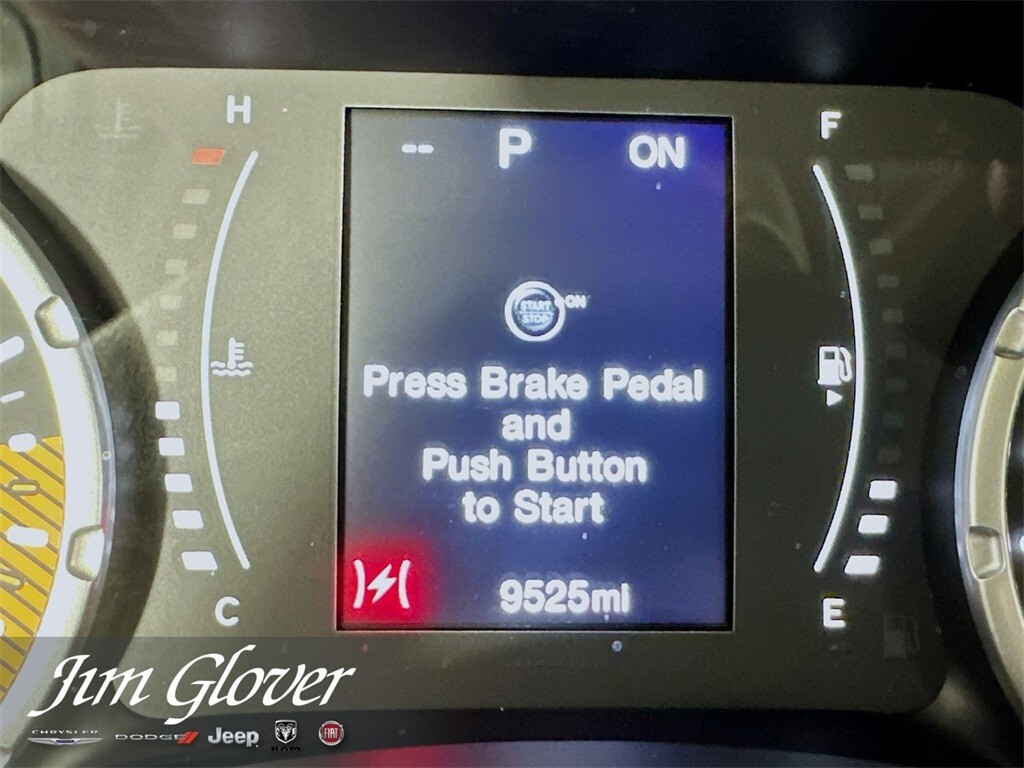 H
F
-- P ON
START
STOP
ON
Press Brake Pedal
and
Push Button
to Start
9525mi
C
E
Jim Glover
CHRYSLER DODGE Jeep RAM FIAT